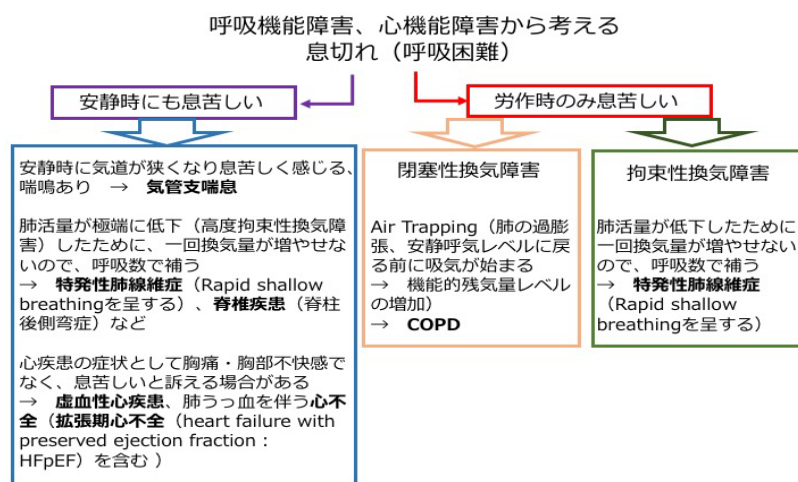 呼吸機能障害、心機能障害から考える
息切れ（呼吸困難）
安静時にも息苦しい
労作時のみ息苦しい
安静時に気道が狭くなり息苦しく感じる、
喘鳴あり　→　気管支喘息
肺活量が極端に低下（高度拘束性換気障
害）したために、一回換気量が増やせな
いので、呼吸数で補う
→　特発性肺線維症（Rapid shallow
breathingを呈する）、脊椎疾患（脊柱
後側弯症）など
心疾患の症状として胸痛・胸部不快感で
なく、息苦しいと訴える場合がある
→　虚血性心疾患、肺うっ血を伴う心不
全（拡張期心不全（heart failure with
preserved ejection fraction :
HFpEF）を含む ）
閉塞性換気障害
Air Trapping（肺の過膨
張、安静呼気レベルに戻
る前に吸気が始まる
→　機能的残気量レベル
の増加）
→　COPD
拘束性換気障害
肺活量が低下したために
一回換気量が増やせない
ので、呼吸数で補う
→　特発性肺線維症
（Rapid shallow
breathingを呈する）